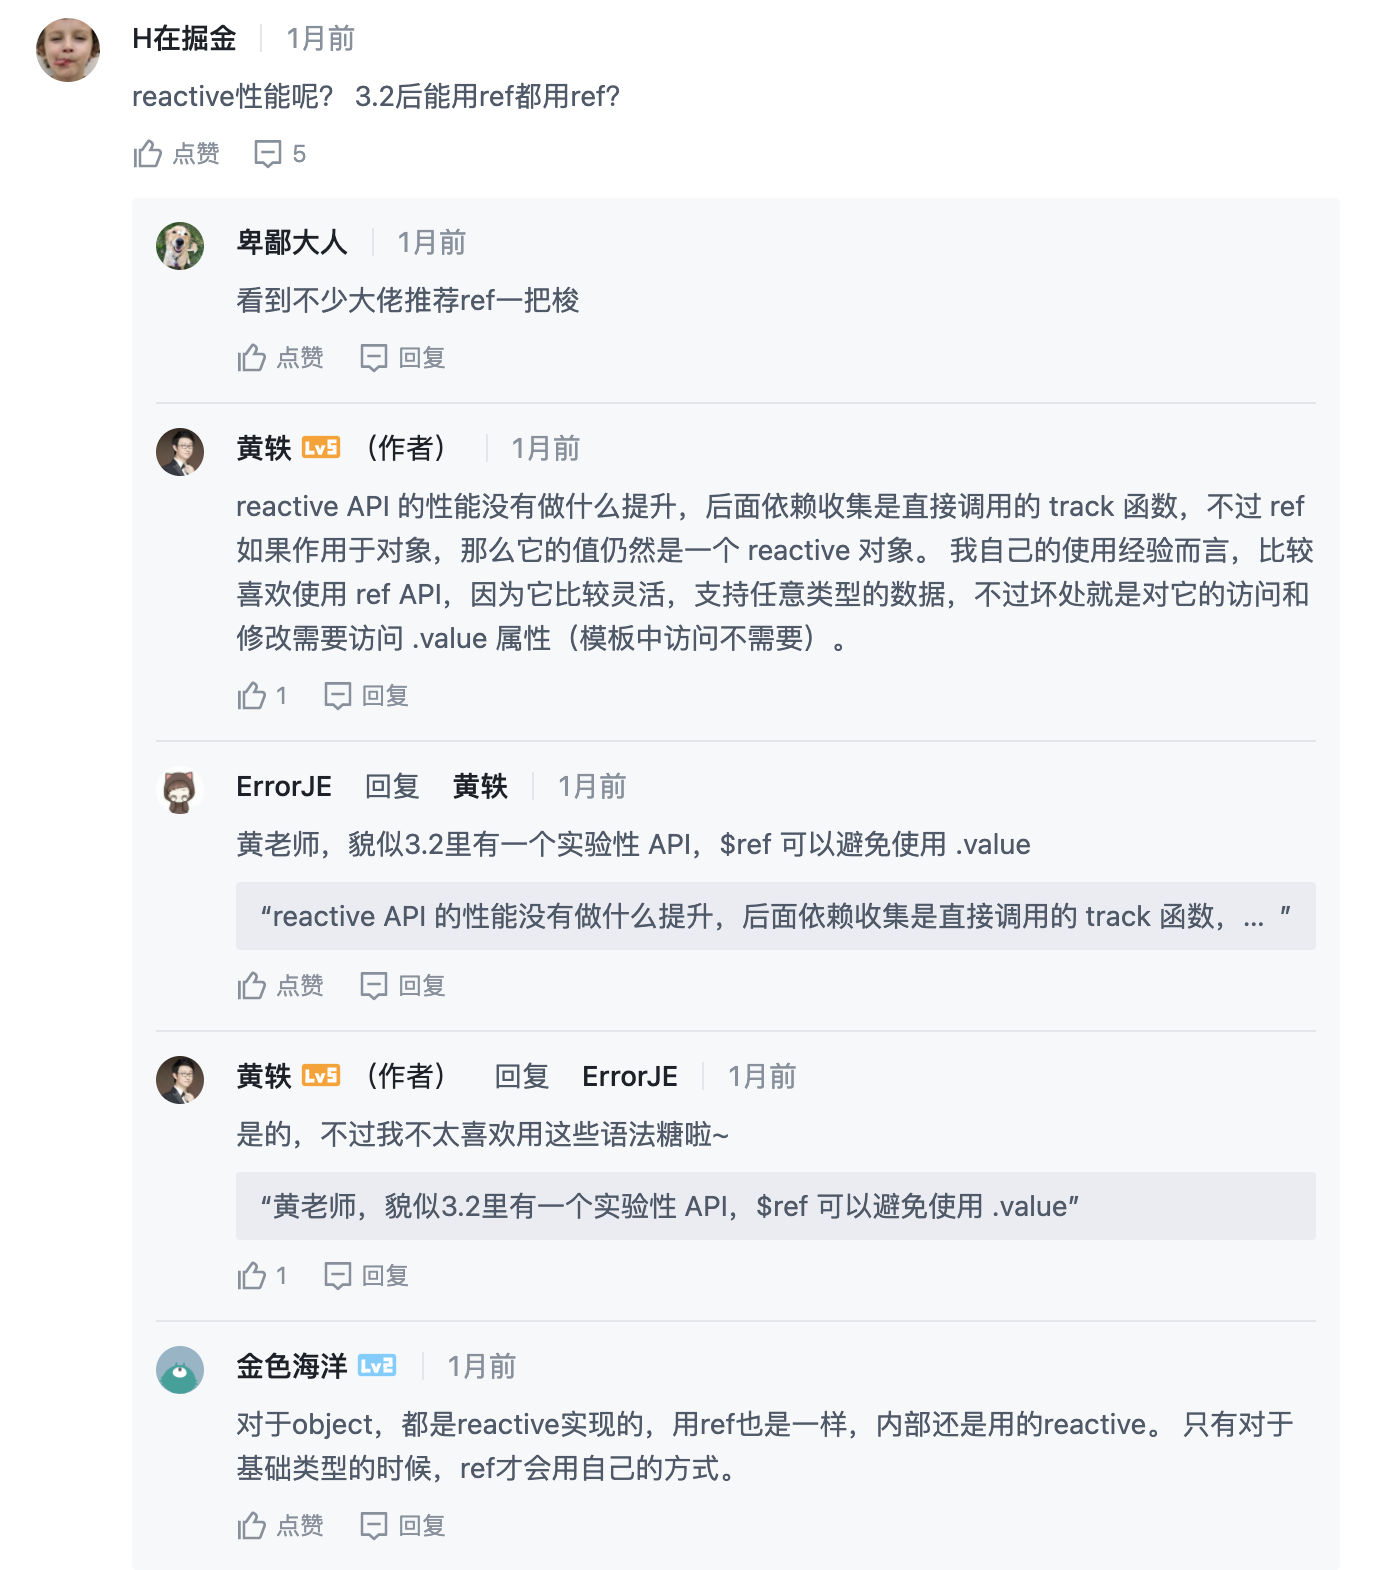 H在掘金 1月前
reactive性能呢? 3.2后能用ref都用ref?
点赞 5
卑鄙大人 1月前
看到不少大佬推荐ref一把梭
点赞 回复
黄轶 Lv5 （作者） 1月前
reactive API 的性能没有做什么提升，后面依赖收集是直接调用的 track 函数，不过 ref
如果作用于对象，那么它的值仍然是一个 reactive 对象。 我自己的使用经验而言，比较
喜欢使用 ref API，因为它比较灵活，支持任意类型的数据，不过坏处就是对它的访问和
修改需要访问 .value 属性（模板中访问不需要）。
1 回复
ErrorJE 回复 黄轶 1月前
黄老师，貌似3.2里有一个实验性 API，$ref 可以避免使用 .value
“reactive API 的性能没有做什么提升，后面依赖收集是直接调用的 track 函数，... ”
点赞 回复
黄轶 Lv5 （作者） 回复 ErrorJE 1月前
是的，不过我不太喜欢用这些语法糖啦~
“黄老师，貌似3.2里有一个实验性 API，$ref 可以避免使用 .value”
1 回复
金色海洋 Lv2 1月前
对于object，都是reactive实现的，用ref也是一样，内部还是用的reactive。 只有对于
基础类型的时候，ref才会用自己的方式。
点赞 回复